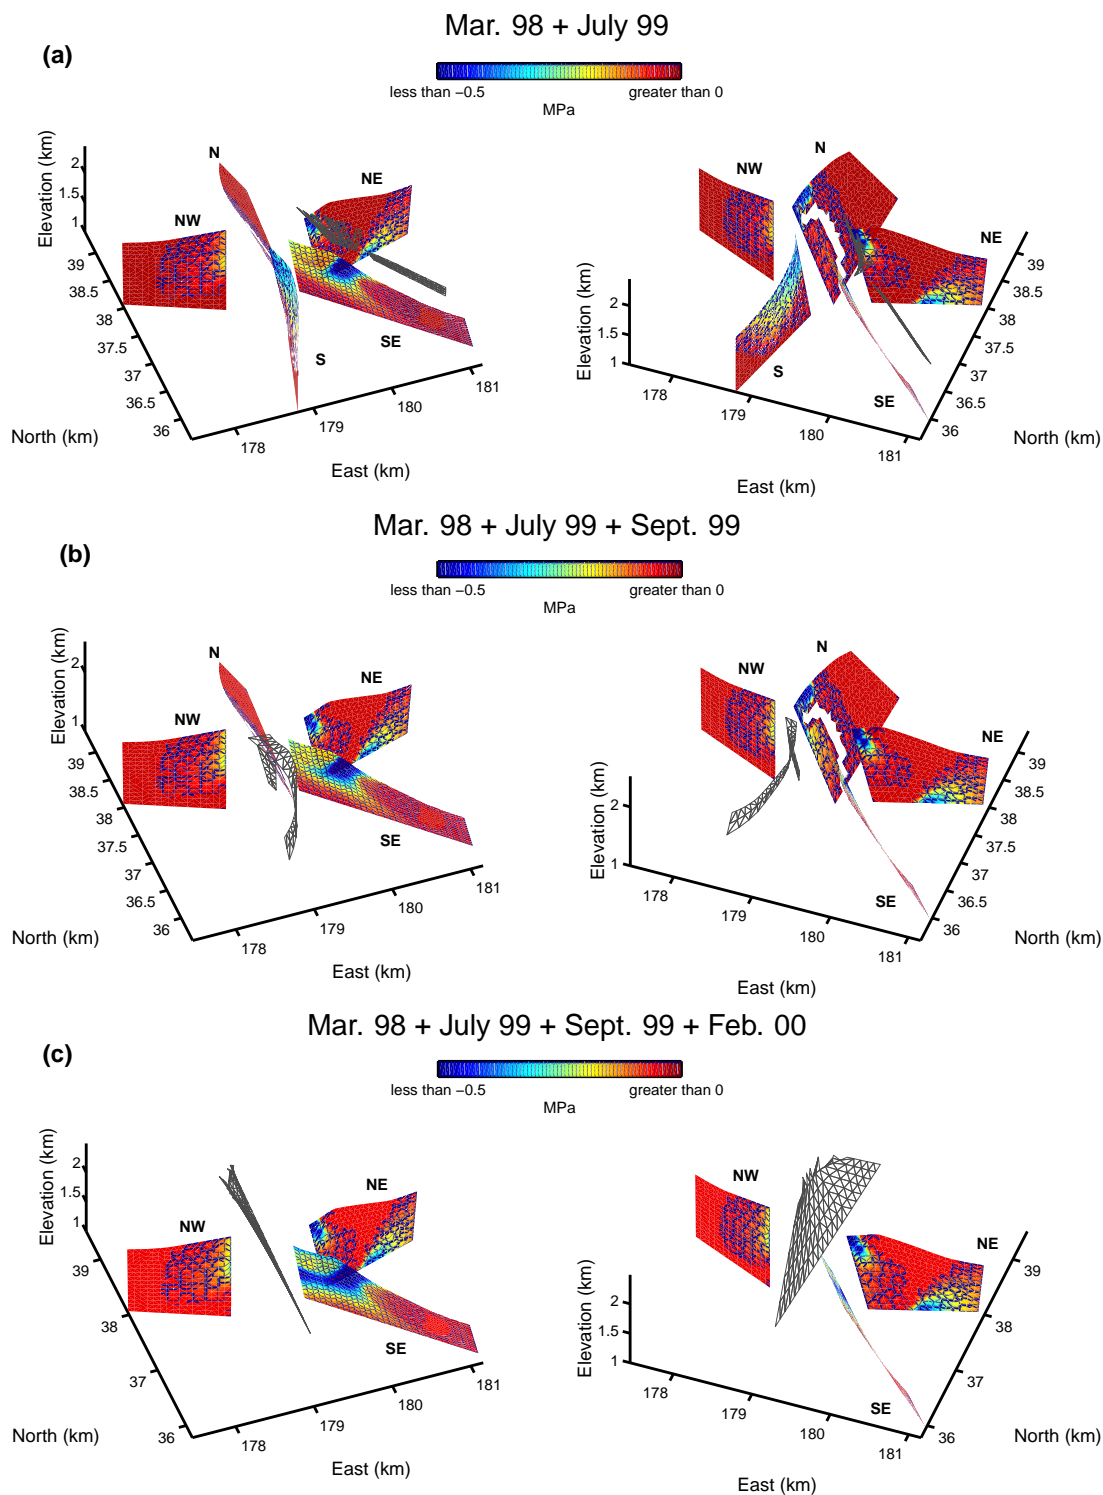 Mar. 98 + July 99
(a)
less than −0.5 greater than 0
MPa
Elevation (km)
2
1.5
1
N
NW
NE
S
SE
39
38.5
38
37.5
37
36.5
36
North (km)
178
179
180
181
East (km)
NW
N
NE
S
SE
Elevation (km)
2
1.5
1
39
38.5
38
37.5
37
36.5
36
North (km)
178
179
180
181
East (km)
Mar. 98 + July 99 + Sept. 99
(b)
less than −0.5 greater than 0
MPa
Elevation (km)
2
1
N
NW
NE
SE
39
38.5
38
37.5
37
36.5
36
North (km)
178
179
180
181
East (km)
NW
N
NE
SE
Elevation (km)
2
1
39
38.5
38
37.5
37
36.5
36
North (km)
178
179
180
181
East (km)
Mar. 98 + July 99 + Sept. 99 + Feb. 00
(c)
less than −0.5 greater than 0
MPa
Elevation (km)
2
1.5
1
NW
NE
SE
39
38
37
36
North (km)
178
179
180
181
East (km)
NW
NE
SE
Elevation (km)
2
1.5
1
39
38
37
36
North (km)
178
179
180
181
East (km)